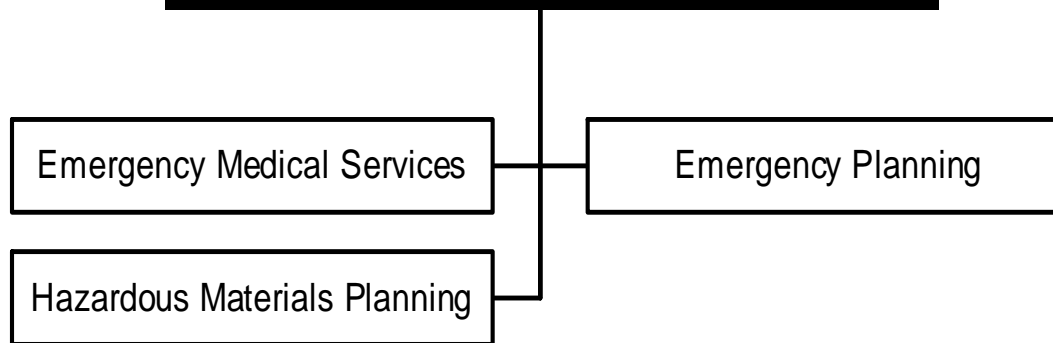 Emergency Medical Services
Emergency Planning
Hazardous Materials Planning